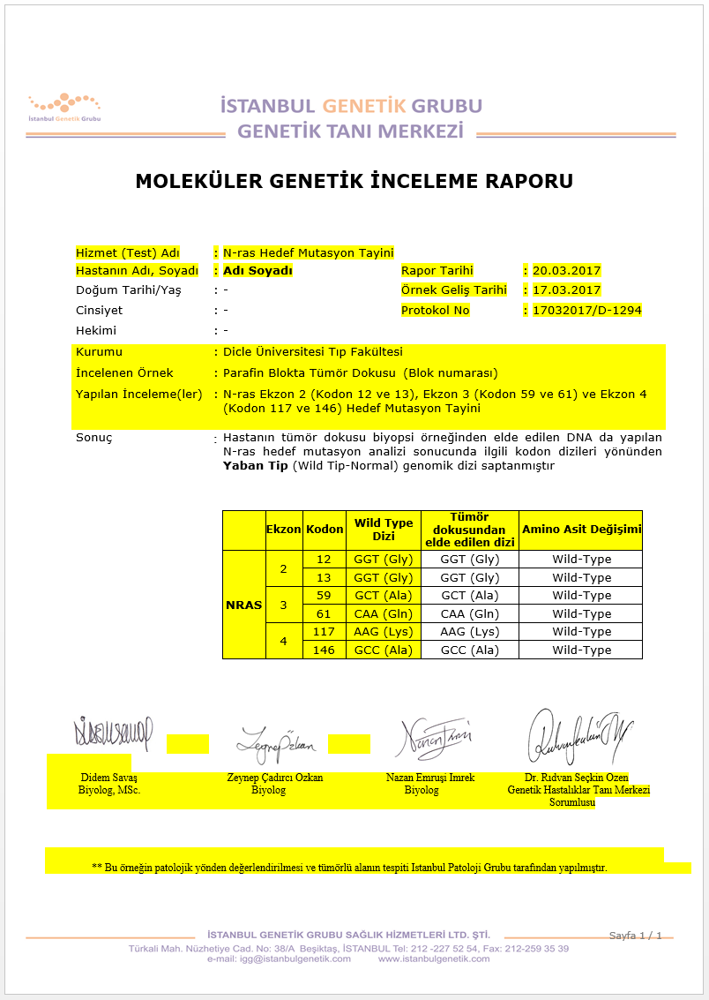 İstanbul Genetik Grubu
İSTANBUL GENETİK GRUBU
GENETİK TANI MERKEZİ
MOLEKÜLER GENETİK İNCELEME RAPORU
Hizmet (Test) Adı : N-ras Hedef Mutasyon Tayini
Hastanın Adı, Soyadı : Adı Soyadı Rapor Tarihi : 20.03.2017
Doğum Tarihi/Yaş : - Örnek Geliş Tarihi : 17.03.2017
Cinsiyet : - Protokol No : 17032017/D-1294
Hekimi : -
Kurumu : Dicle Üniversitesi Tıp Fakültesi
İncelenen Örnek : Parafin Blokta Tümör Dokusu (Blok numarası)
Yapılan İnceleme(ler) : N-ras Ekzon 2 (Kodon 12 ve 13), Ekzon 3 (Kodon 59 ve 61) ve Ekzon 4
(Kodon 117 ve 146) Hedef Mutasyon Tayini
Sonuç : Hastanın tümör dokusu biyopsi örneğinden elde edilen DNA da yapılan
N-ras hedef mutasyon analizi sonucunda ilgili kodon dizileri yönünden
Yaban Tip (Wild Tip-Normal) genomik dizi saptanmıştır
Ekzon Kodon Wild Type Dizi Tümör dokusundan elde edilen dizi Amino Asit Değişimi
NRAS
2 12 GGT (Gly) GGT (Gly) Wild-Type
13 GGT (Gly) GGT (Gly) Wild-Type
3 59 GCT (Ala) GCT (Ala) Wild-Type
61 CAA (Gln) CAA (Gln) Wild-Type
4 117 AAG (Lys) AAG (Lys) Wild-Type
146 GCC (Ala) GCC (Ala) Wild-Type
Didem Savaş Zeynep Çadırcı Özkan Nazan Emruşi Imrek Dr. Rıdvan Seçkin Özen
Biyolog, MSc. Biyolog Biyolog Genetik Hastalıklar Tanı Merkezi
Sorumlusu
** Bu örneğin patolojik yönden değerlendirilmesi ve tümörlü alanın tespiti Istanbul Patoloji Grubu tarafından yapılmıştır.
İSTANBUL GENETİK GRUBU SAĞLIK HİZMETLERİ LTD. ŞTİ. Sayfa 1 / 1
Türkali Mah. Nüzhetiye Cad. No: 38/A Beşiktaş, İSTANBUL Tel: 212 -227 52 54, Fax: 212-259 35 39
e-mail: igg@istanbulgenetik.com www.istanbulgenetik.com